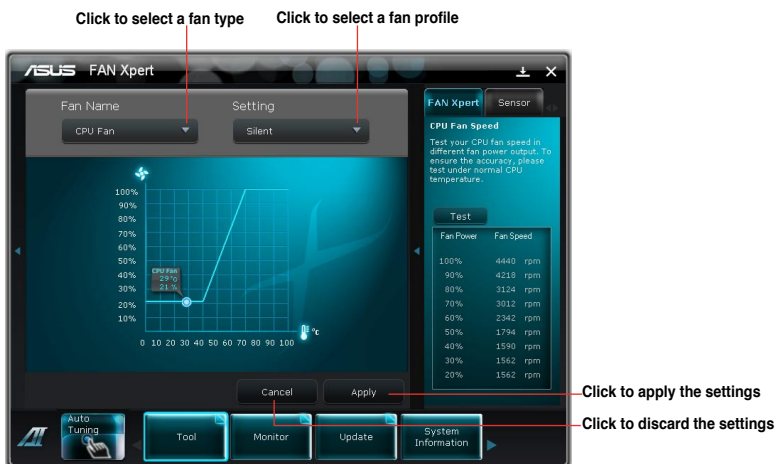 Click to select a fan type
Click to select a fan profile
ASUS FAN Xpert
Fan Name
Setting
CPU Fan
Silent
100%
90%
80%
70%
60%
50%
40%
30%
20%
10%
CPU Fan
29°C
21 %
0 10 20 30 40 50 60 70 80 90 100
°C
Cancel
Apply
FAN Xpert
Sensor
CPU Fan Speed
Test your CPU fan speed in
different fan power output. To
ensure the accuracy, please
test under normal CPU
temperature.
Test
Fan Power Fan Speed
100% 4440 rpm
90% 4218 rpm
80% 3124 rpm
70% 3012 rpm
60% 2342 rpm
50% 1794 rpm
40% 1590 rpm
30% 1562 rpm
20% 1562 rpm
Click to apply the settings
Click to discard the settings
AI
Auto
Tuning
Tool
Monitor
Update
System
Information